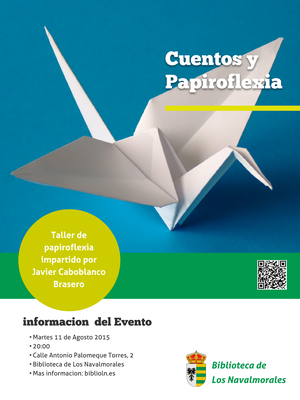 Cuentos y
Papiroflexia
Taller de
papiroflexia
Impartido por
Javier Caboblanco
Brasero
informacion del Evento
• Martes 11 de Agosto 2015
• 20:00
• Calle Antonio Palomeque Torres, 2
• Biblioteca de Los Navalmorales
• Mas informacion: biblioln.es
Biblioteca de
Los Navalmorales